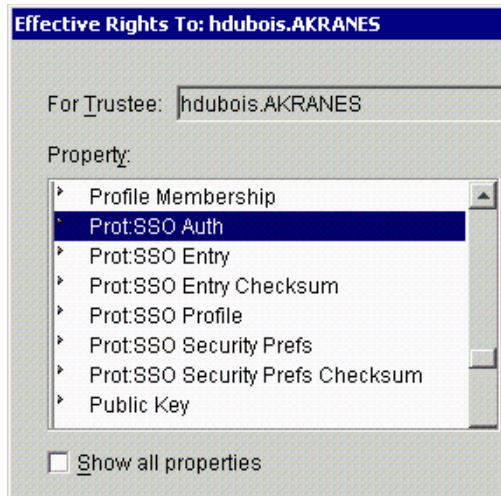 Effective Rights To: hdubois.AKRANES
For Trustee: hdubois.AKRANES
Property:
Profile Membership
Prot:SSO Auth
Prot:SSO Entry
Prot:SSO Entry Checksum
Prot:SSO Profile
Prot:SSO Security Prefs
Prot:SSO Security Prefs Checksum
Public Key
Show all properties